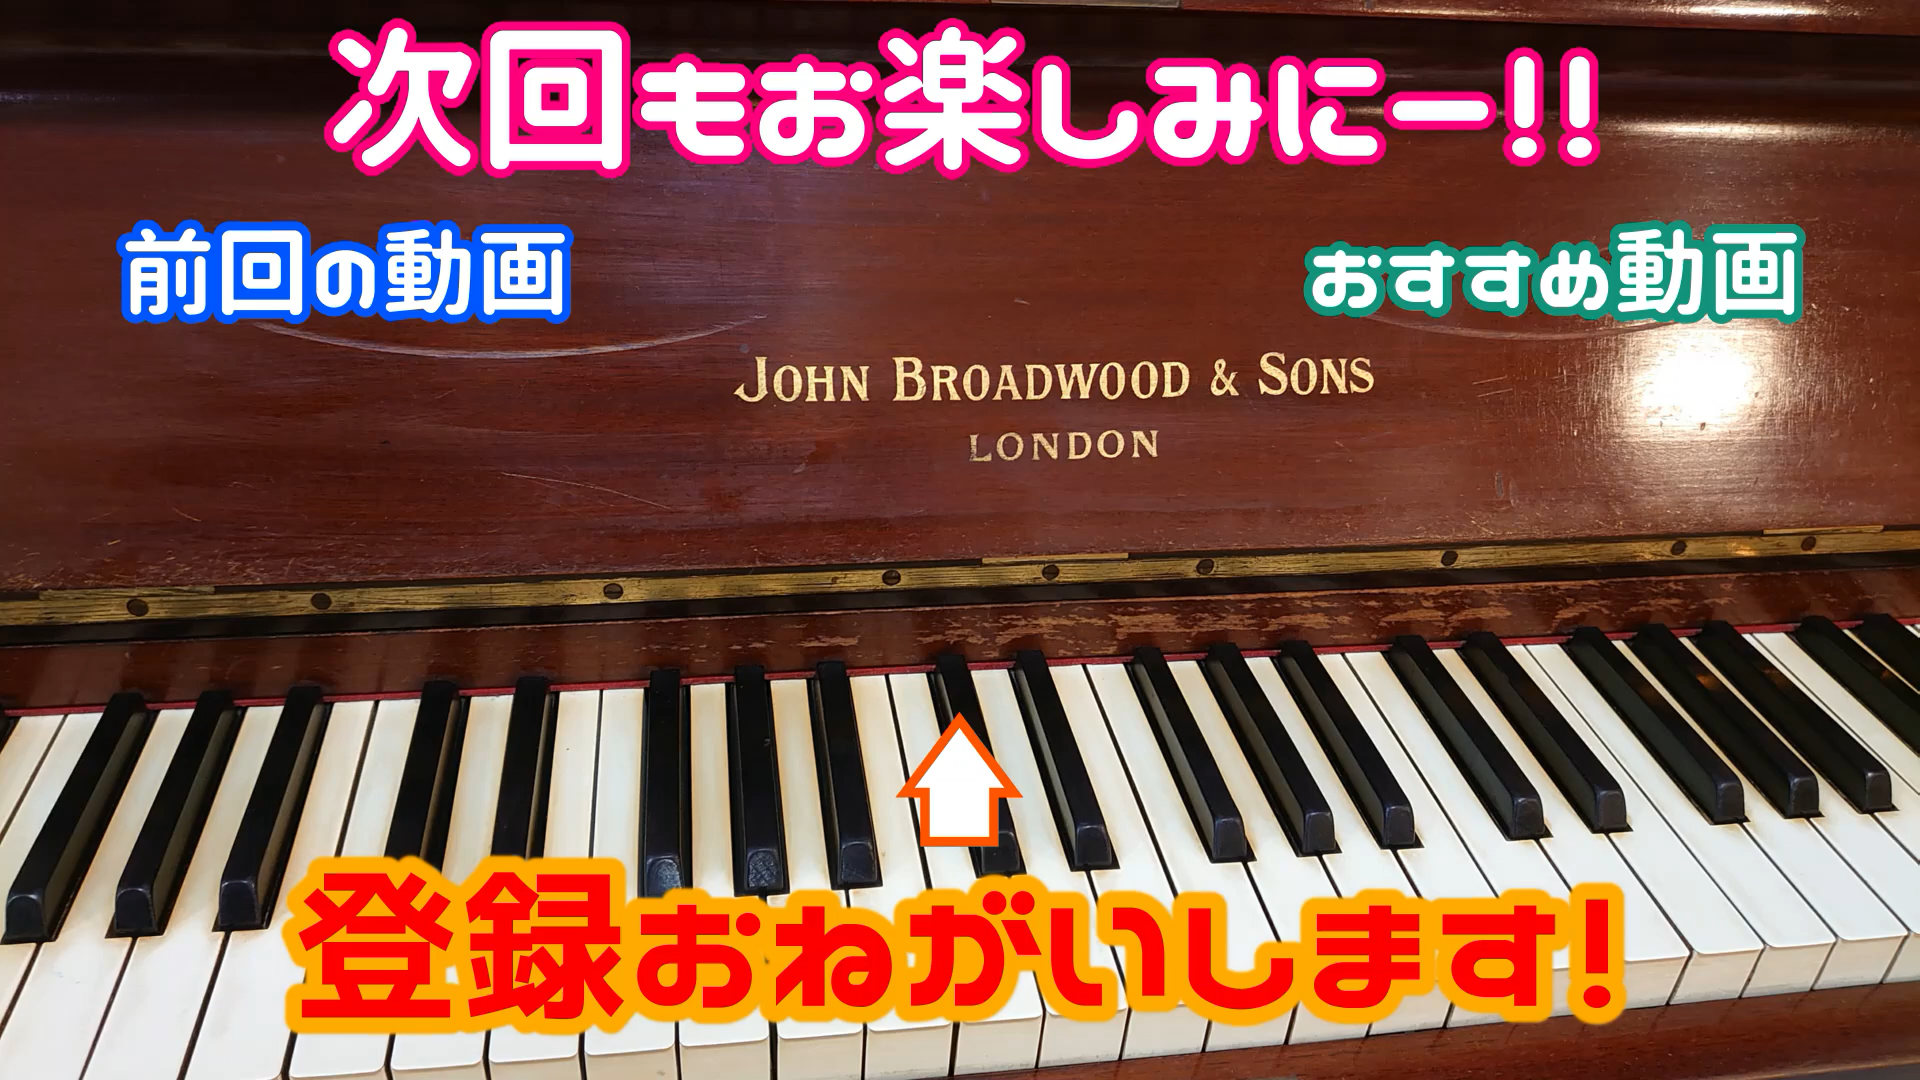 次回もお楽しみにー!!
前回の動画
おすすめ動画
JOHN BROADWOOD & SONS
LONDON
登録おねがいします!